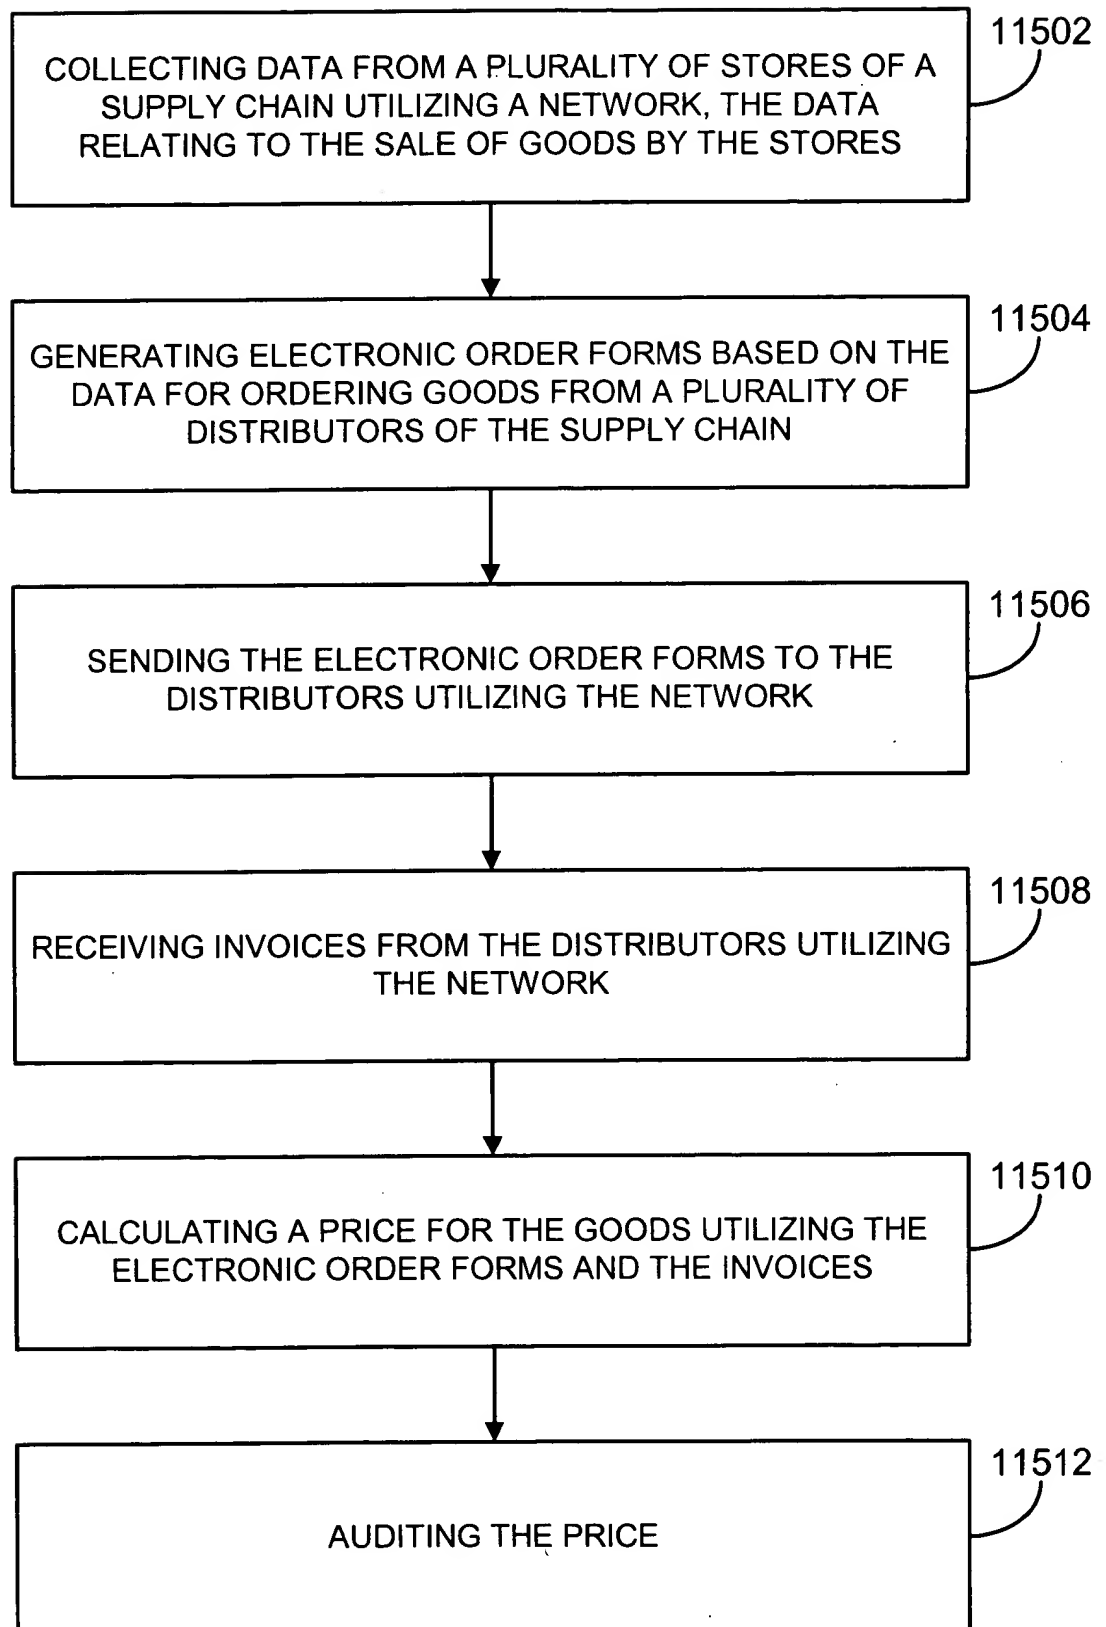 11502
COLLECTING DATA FROM A PLURALITY OF STORES OF A
SUPPLY CHAIN UTILIZING A NETWORK, THE DATA
RELATING TO THE SALE OF GOODS BY THE STORES
11504
GENERATING ELECTRONIC ORDER FORMS BASED ON THE
DATA FOR ORDERING GOODS FROM A PLURALITY OF
DISTRIBUTORS OF THE SUPPLY CHAIN
11506
SENDING THE ELECTRONIC ORDER FORMS TO THE
DISTRIBUTORS UTILIZING THE NETWORK
11508
RECEIVING INVOICES FROM THE DISTRIBUTORS UTILIZING
THE NETWORK
11510
CALCULATING A PRICE FOR THE GOODS UTILIZING THE
ELECTRONIC ORDER FORMS AND THE INVOICES
11512
AUDITING THE PRICE